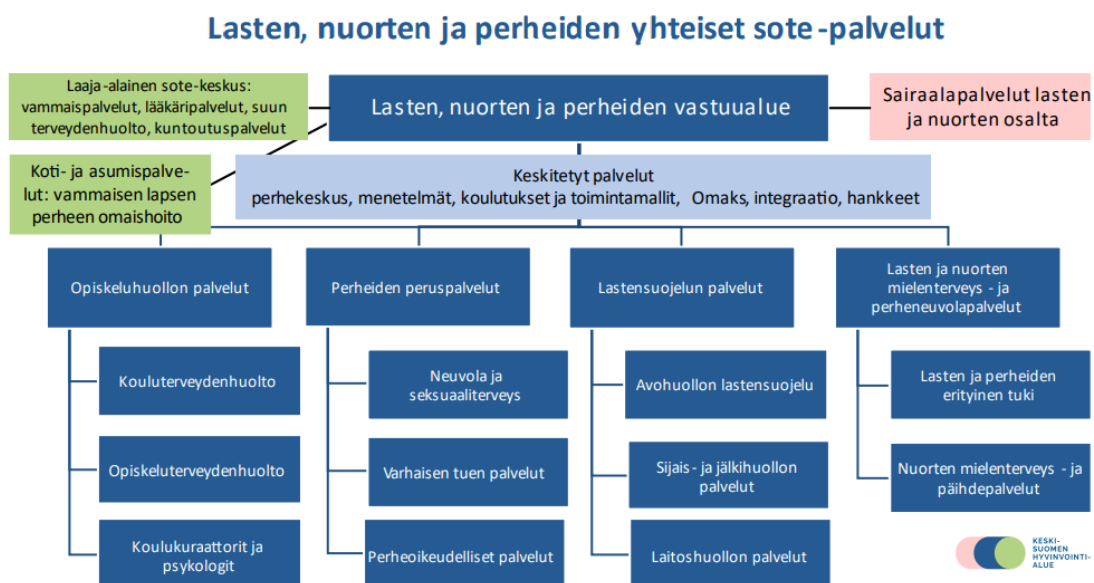 Lasten, nuorten ja perheiden yhteiset sote-palvelut
Laaja-alainen sote-keskus:
vammaispalvelut, lääkäripalvelut, suun
terveydenhuolto, kuntoutuspalvelut
Lasten, nuorten ja perheiden vastuualue
Sairaalapalvelut lasten
ja nuorten osalta
Koti- ja asumispalve-
lut: vammaisen lapsen
perheen omaishoito
Keskitetyt palvelut
perhekeskus, menetelmät, koulutukset ja toimintamallit, Omaks, integraatio, hankkeet
Opiskeluhuollon palvelut
Kouluterveydenhuolto
Opiskeluterveydenhuolto
Koulukuraattorit ja
psykologit
Perheiden peruspalvelut
Neuvola ja
seksuaaliterveys
Varhaisen tuen palvelut
Perheoikeudelliset palvelut
Lastensuojelun palvelut
Avohuollon lastensuojelu
Sijais- ja jälkihuollon
palvelut
Laitoshuollon palvelut
Lasten ja nuorten
mielenterveys - ja
perheneuvolapalvelut
Lasten ja perheiden
erityinen tuki
Nuorten mielenterveys - ja
päihdepalvelut
KESKI-
SUOMEN
HYVINVOINTI-
ALUE